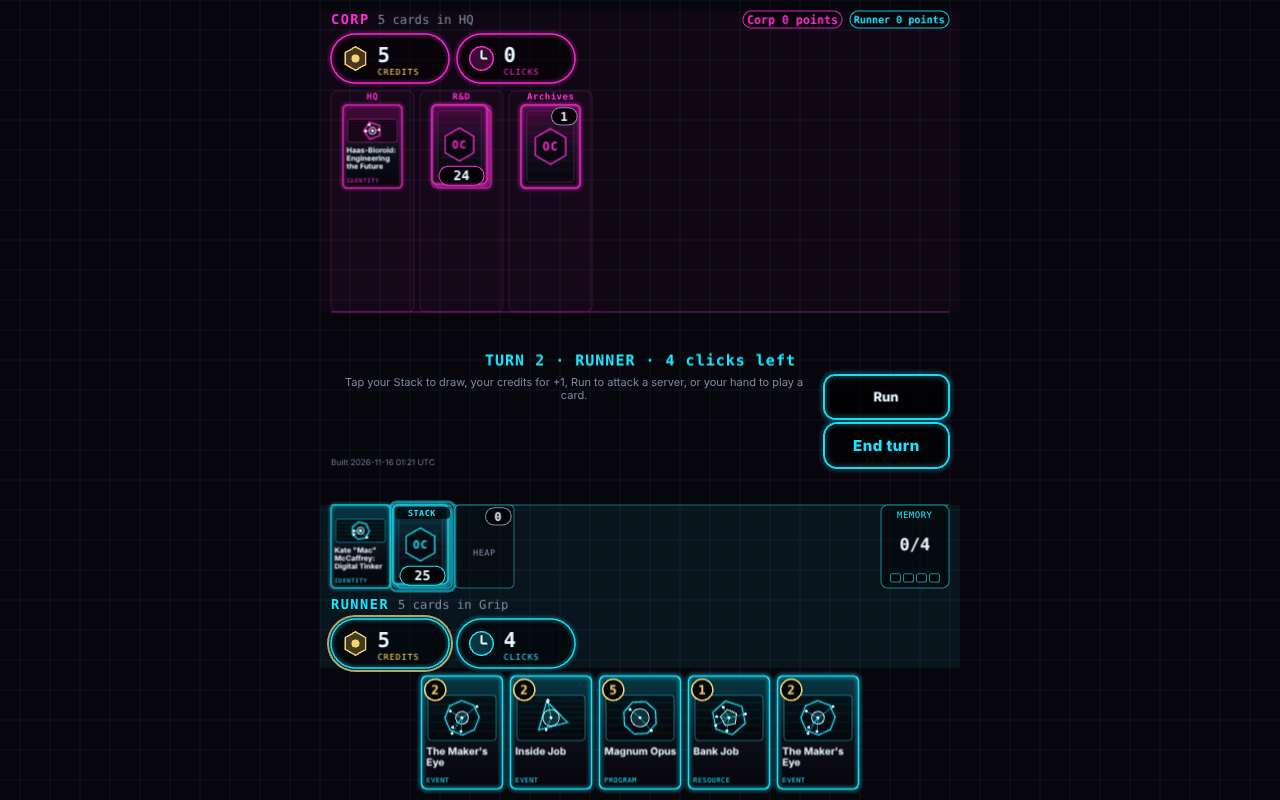 CORP 5 cards in HQ
Corp 0 points
Runner 0 points
5
CREDITS
0
CLICKS
HQ
R&D
Archives
Haas-Bioroid:
Engineering
the Future
IDENTITY
OC
24
1
OC
TURN 2 · RUNNER · 4 clicks left
Tap your Stack to draw, your credits for +1, Run to attack a server, or your hand to play a
card.
Run
End turn
Built 2026-11-16 01:21 UTC
Kate "Mac"
McCaffrey:
Digital Tinker
IDENTITY
STACK
OC
25
0
HEAP
MEMORY
0/4
RUNNER 5 cards in Grip
5
CREDITS
4
CLICKS
2
The Maker's
Eye
EVENT
2
Inside Job
EVENT
5
Magnum Opus
PROGRAM
1
Bank Job
RESOURCE
2
The Maker's
Eye
EVENT